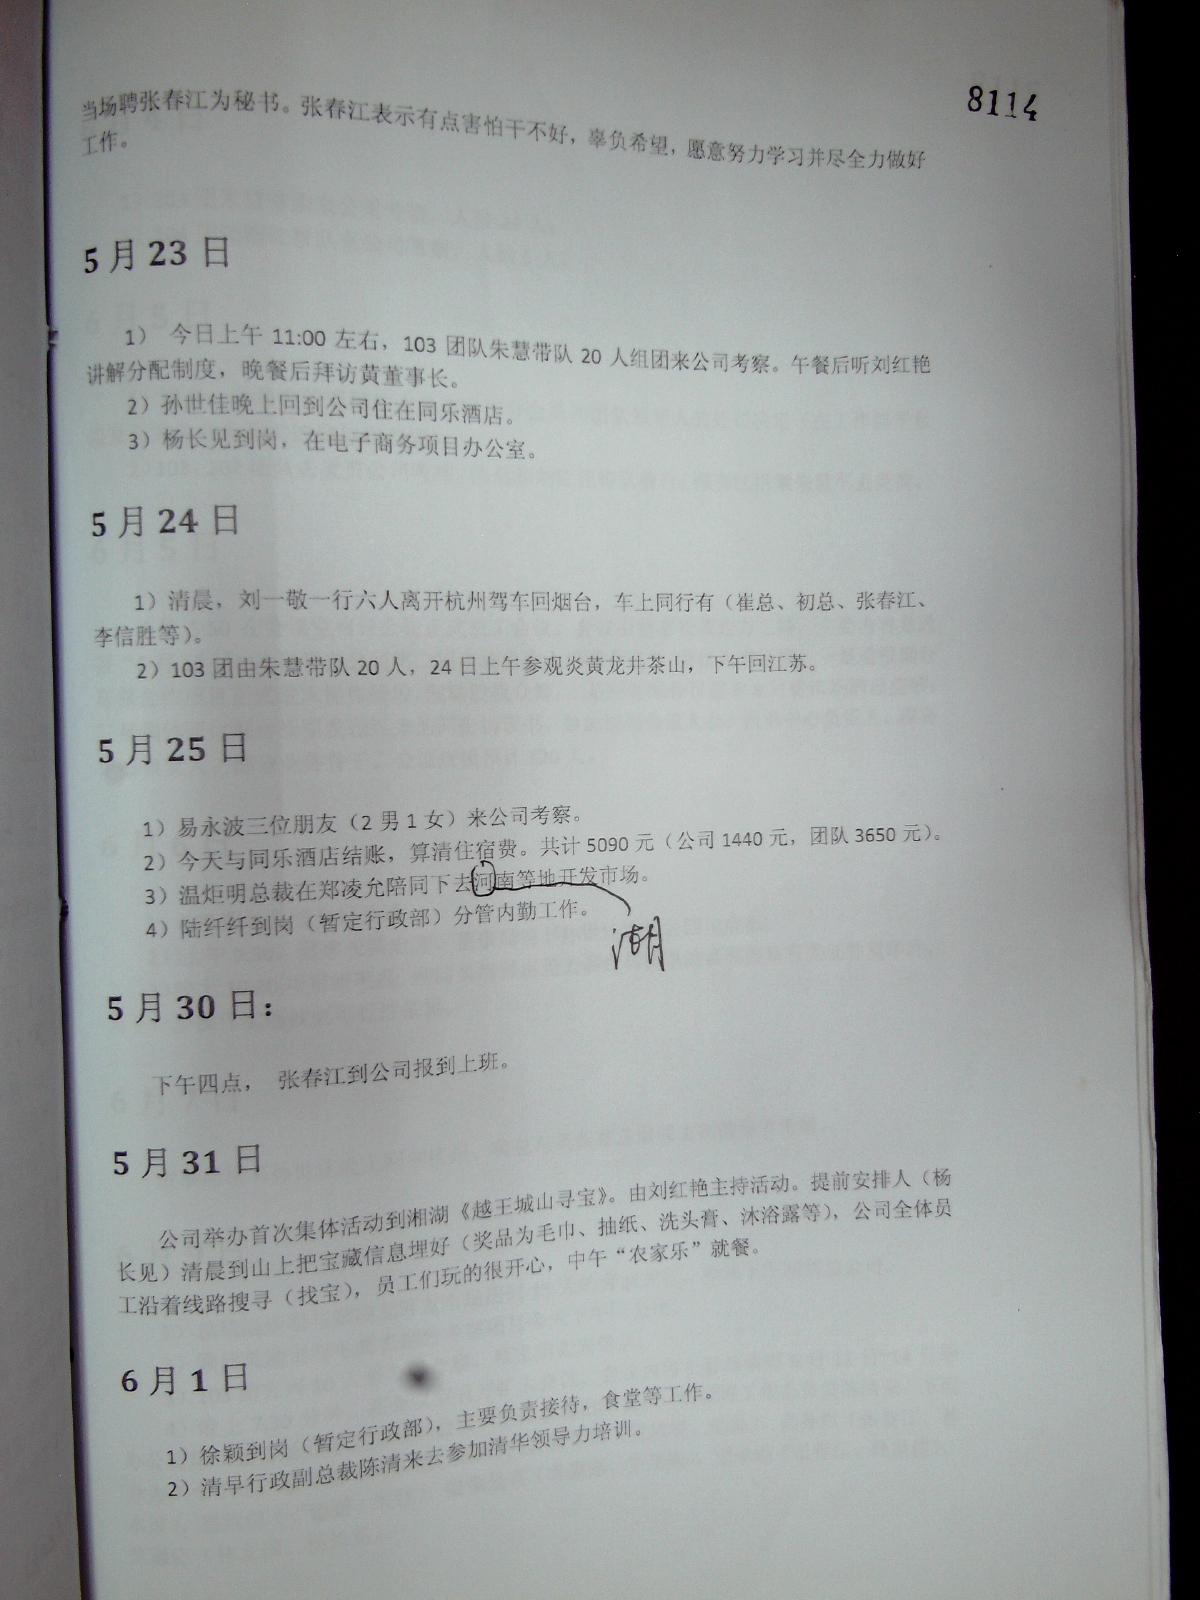 8114
当场聘张春江为秘书。张春江表示有点害怕干不好，辜负希望，愿意努力学习并尽全力做好
工作。
5月23日
1） 今日上午 11:00 左右，103 团队朱慧带队 20 人组团来公司考察。午餐后听刘红艳
讲解分配制度，晚餐后拜访黄董事长。
2）孙世佳晚上回到公司住在同乐酒店。
3）杨长见到岗，在电子商务项目办公室。
5月24日
1）清晨，刘一敬一行六人离开杭州驾车回烟台，车上同行有（崔总、初总、张春江、
李信胜等）。
2）103 团由朱慧带队 20 人，24 日上午参观炎黄龙井茶山，下午回江苏。
5月25日
1）易永波三位朋友（2 男 1 女）来公司考察。
2）今天与同乐酒店结账，算清住宿费。共计 5090 元（公司 1440 元，团队 3650 元）。
3）温炬明总裁在郑凌允陪同下去河南等地开发市场。
4）陆纤纤到岗（暂定行政部）分管内勤工作。
湖
5月30日：
下午四点， 张春江到公司报到上班。
5月31日
公司举办首次集体活动到湘湖《越王城山寻宝》。由刘红艳主持活动。提前安排人（杨
长见）清晨到山上把宝藏信息埋好（奖品为毛巾、抽纸、洗头膏、沐浴露等），公司全体员
工沿着线路搜寻（找宝），员工们玩的很开心，中午“农家乐”就餐。
6月1日
1）徐颖到岗（暂定行政部），主要负责接待，食堂等工作。
2）清早行政副总裁陈清来去参加清华领导力培训。